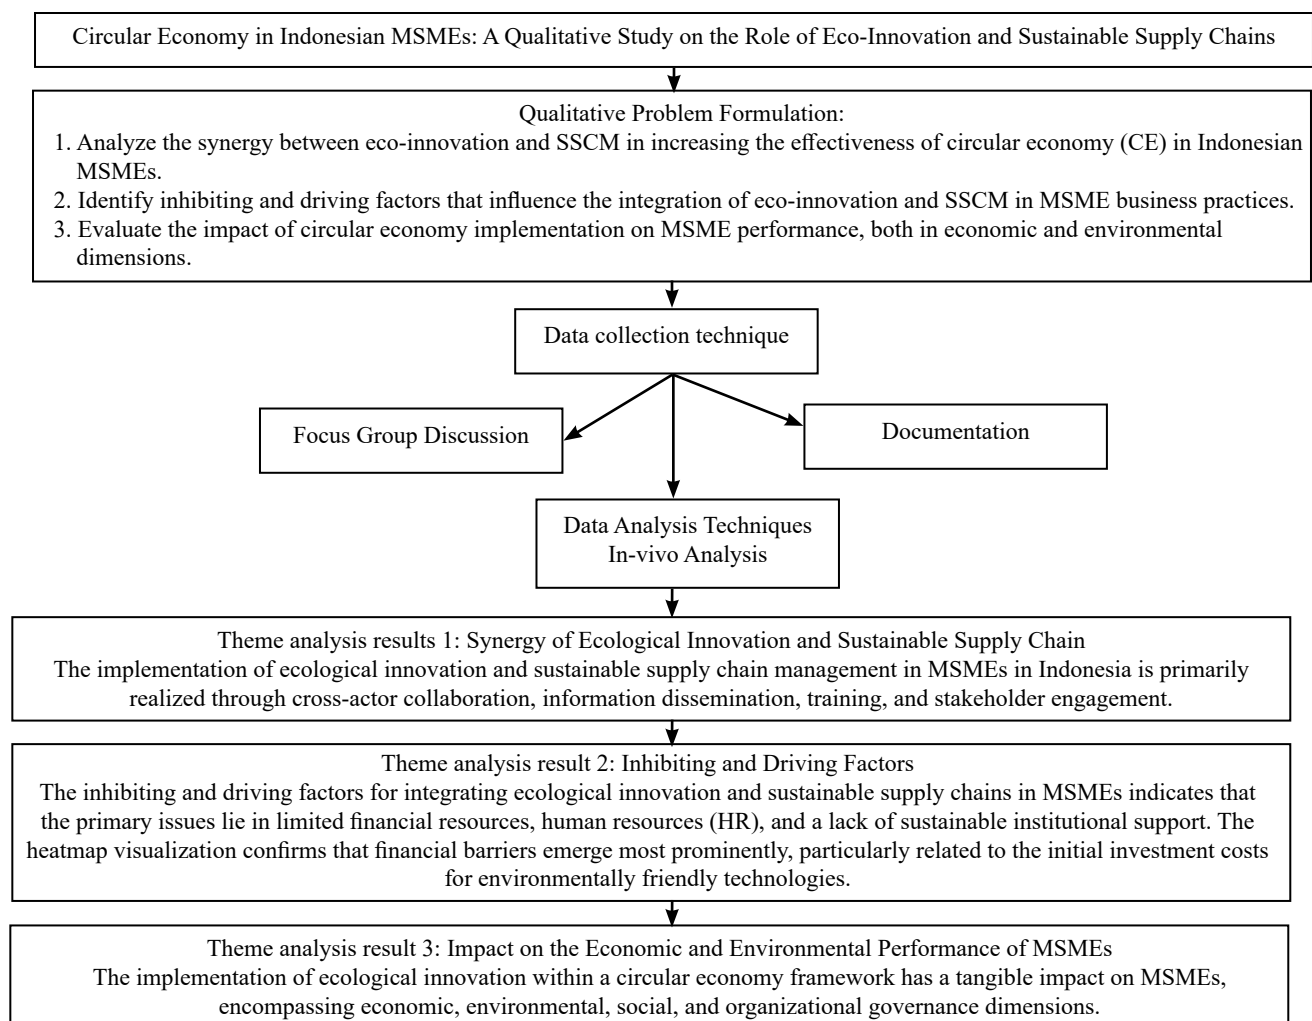 Circular Economy in Indonesian MSMEs: A Qualitative Study on the Role of Eco-Innovation and Sustainable Supply Chains
Qualitative Problem Formulation:
1. Analyze the synergy between eco-innovation and SSCM in increasing the effectiveness of circular economy (CE) in Indonesian
MSMEs.
2. Identify inhibiting and driving factors that influence the integration of eco-innovation and SSCM in MSME business practices.
3. Evaluate the impact of circular economy implementation on MSME performance, both in economic and environmental
dimensions.
Data collection technique
Focus Group Discussion
Documentation
Data Analysis Techniques
In-vivo Analysis
Theme analysis results 1: Synergy of Ecological Innovation and Sustainable Supply Chain
The implementation of ecological innovation and sustainable supply chain management in MSMEs in Indonesia is primarily
realized through cross-actor collaboration, information dissemination, training, and stakeholder engagement.
Theme analysis result 2: Inhibiting and Driving Factors
The inhibiting and driving factors for integrating ecological innovation and sustainable supply chains in MSMEs indicates that
the primary issues lie in limited financial resources, human resources (HR), and a lack of sustainable institutional support. The
heatmap visualization confirms that financial barriers emerge most prominently, particularly related to the initial investment costs
for environmentally friendly technologies.
Theme analysis result 3: Impact on the Economic and Environmental Performance of MSMEs
The implementation of ecological innovation within a circular economy framework has a tangible impact on MSMEs,
encompassing economic, environmental, social, and organizational governance dimensions.